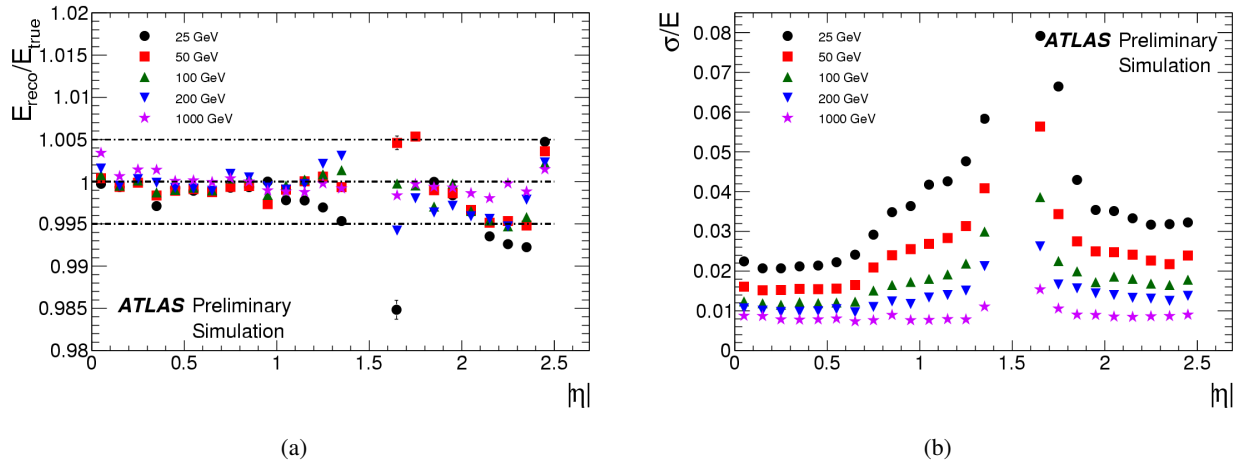 E_reco/E_true
1.02
1.015
1.01
1.005
1
0.995
0.99
0.985
0.98
25 GeV
50 GeV
100 GeV
200 GeV
1000 GeV
ATLAS Preliminary
Simulation
0 0.5 1 1.5 2 2.5
|η|
(a)
σ/E
0.08
0.07
0.06
0.05
0.04
0.03
0.02
0.01
0
25 GeV
50 GeV
100 GeV
200 GeV
1000 GeV
ATLAS Preliminary
Simulation
0 0.5 1 1.5 2 2.5
|η|
(b)